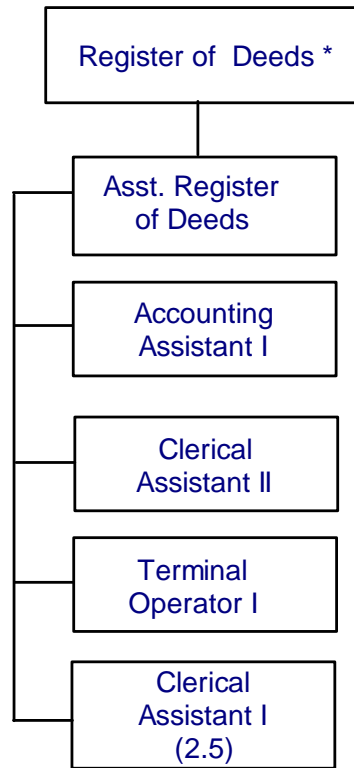 Register of Deeds *
Asst. Register
of Deeds
Accounting
Assistant I
Clerical
Assistant II
Terminal
Operator I
Clerical
Assistant I
(2.5)